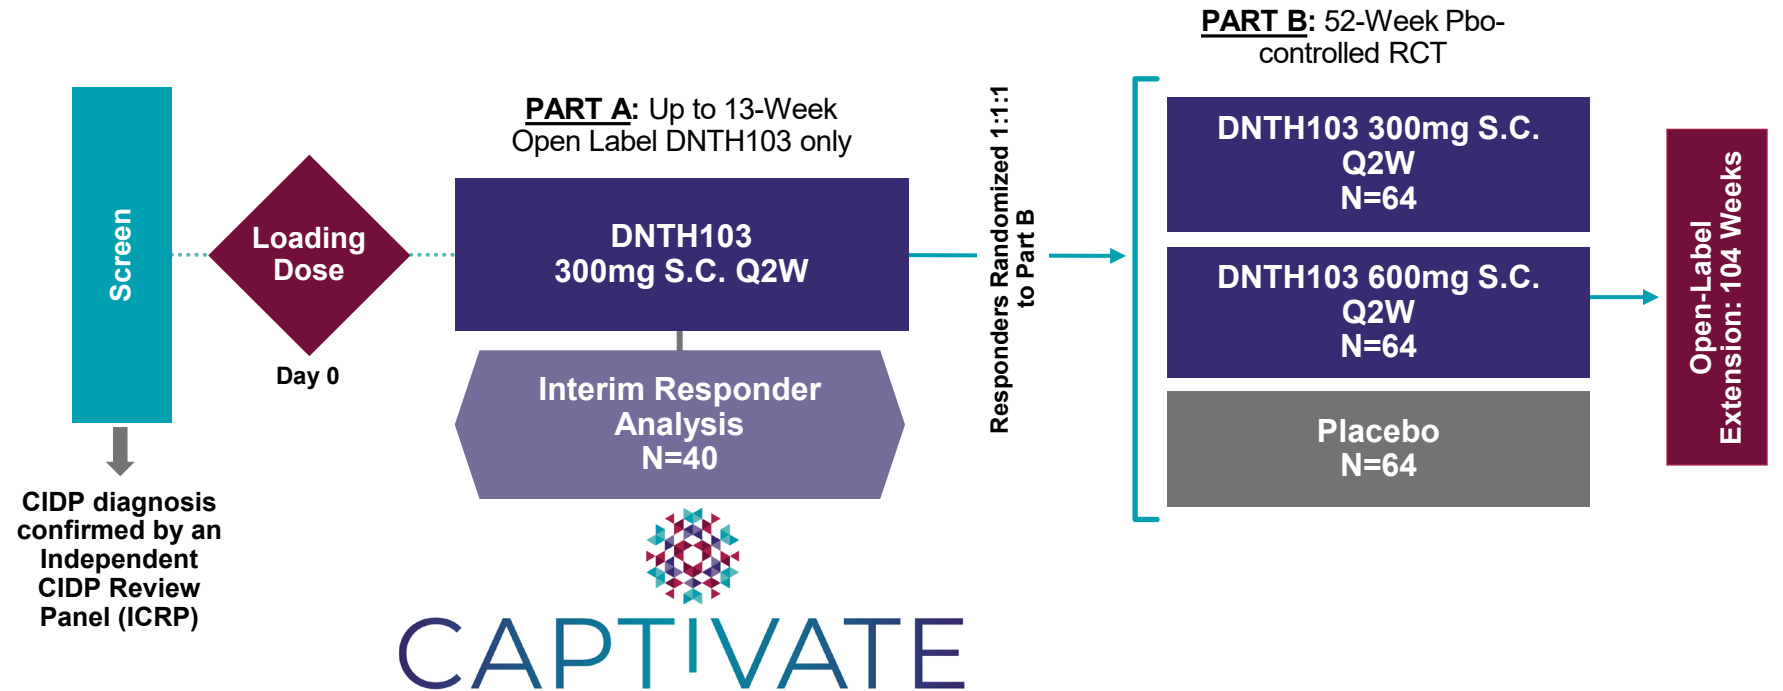 Screen
CIDP diagnosis
confirmed by an
Independent
CIDP Review
Panel (ICRP)
Loading
Dose
Day 0
PART A: Up to 13-Week
Open Label DNTH103 only
DNTH103
300mg S.C. Q2W
Interim Responder
Analysis
N=40
CAPTIVATE
Responders Randomized 1:1:1
to Part B
PART B: 52-Week Pbo-
controlled RCT
DNTH103 300mg S.C.
Q2W
N=64
DNTH103 600mg S.C.
Q2W
N=64
Placebo
N=64
Open-Label
Extension: 104 Weeks